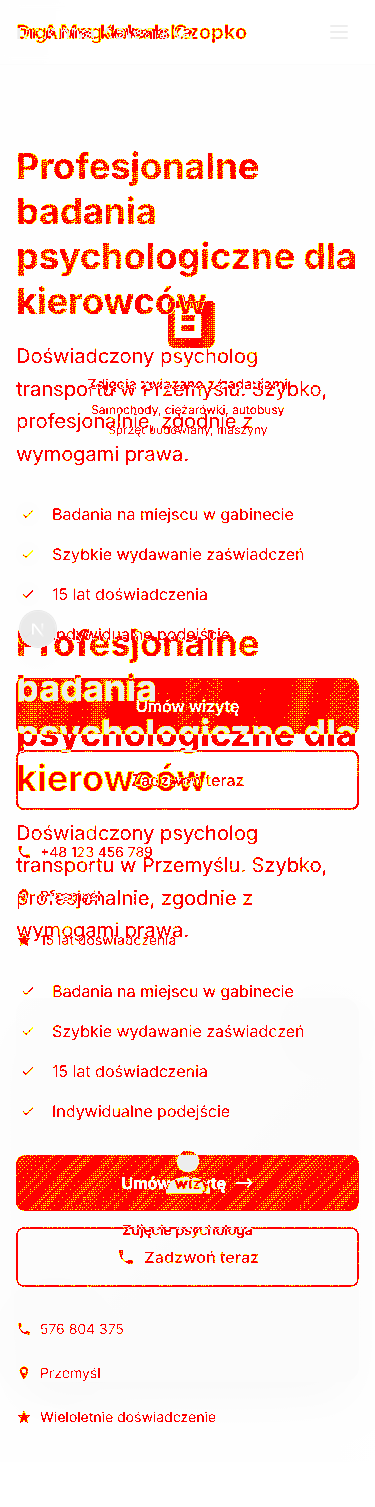 Czopko
Profesjonalne
badania
psychologiczne dla
kierowców
Doświadczony psycholog
transportu w Przemyślu. Szybko,
Zdjęcia związane z badaniami
Samochody, ciężarówki, autobusy
profesjonalnie, zgodnie z
Sprzęt budowlany, maszyny
wymogami prawa.
Badania na miejscu w gabinecie
Szybkie wydawanie zaświadczeń
15 lat doświadczenia
N
Indywidualne podejście
Profesjonalne
badania
Umów wizytę
psychologiczne dla
Zadzwoń teraz
kierowców
Doświadczony psycholog
+48 123 456 789
transportu w Przemyślu. Szybko,
profesjonalnie, zgodnie z
wymogami prawa.
15 lat doświadczenia
Badania na miejscu w gabinecie
Szybkie wydawanie zaświadczeń
15 lat doświadczenia
Indywidualne podejście
Umów wizytę →
Zdjęcie psychologa
Zadzwoń teraz
576 804 375
Przemyśl
Wieloletnie doświadczenie